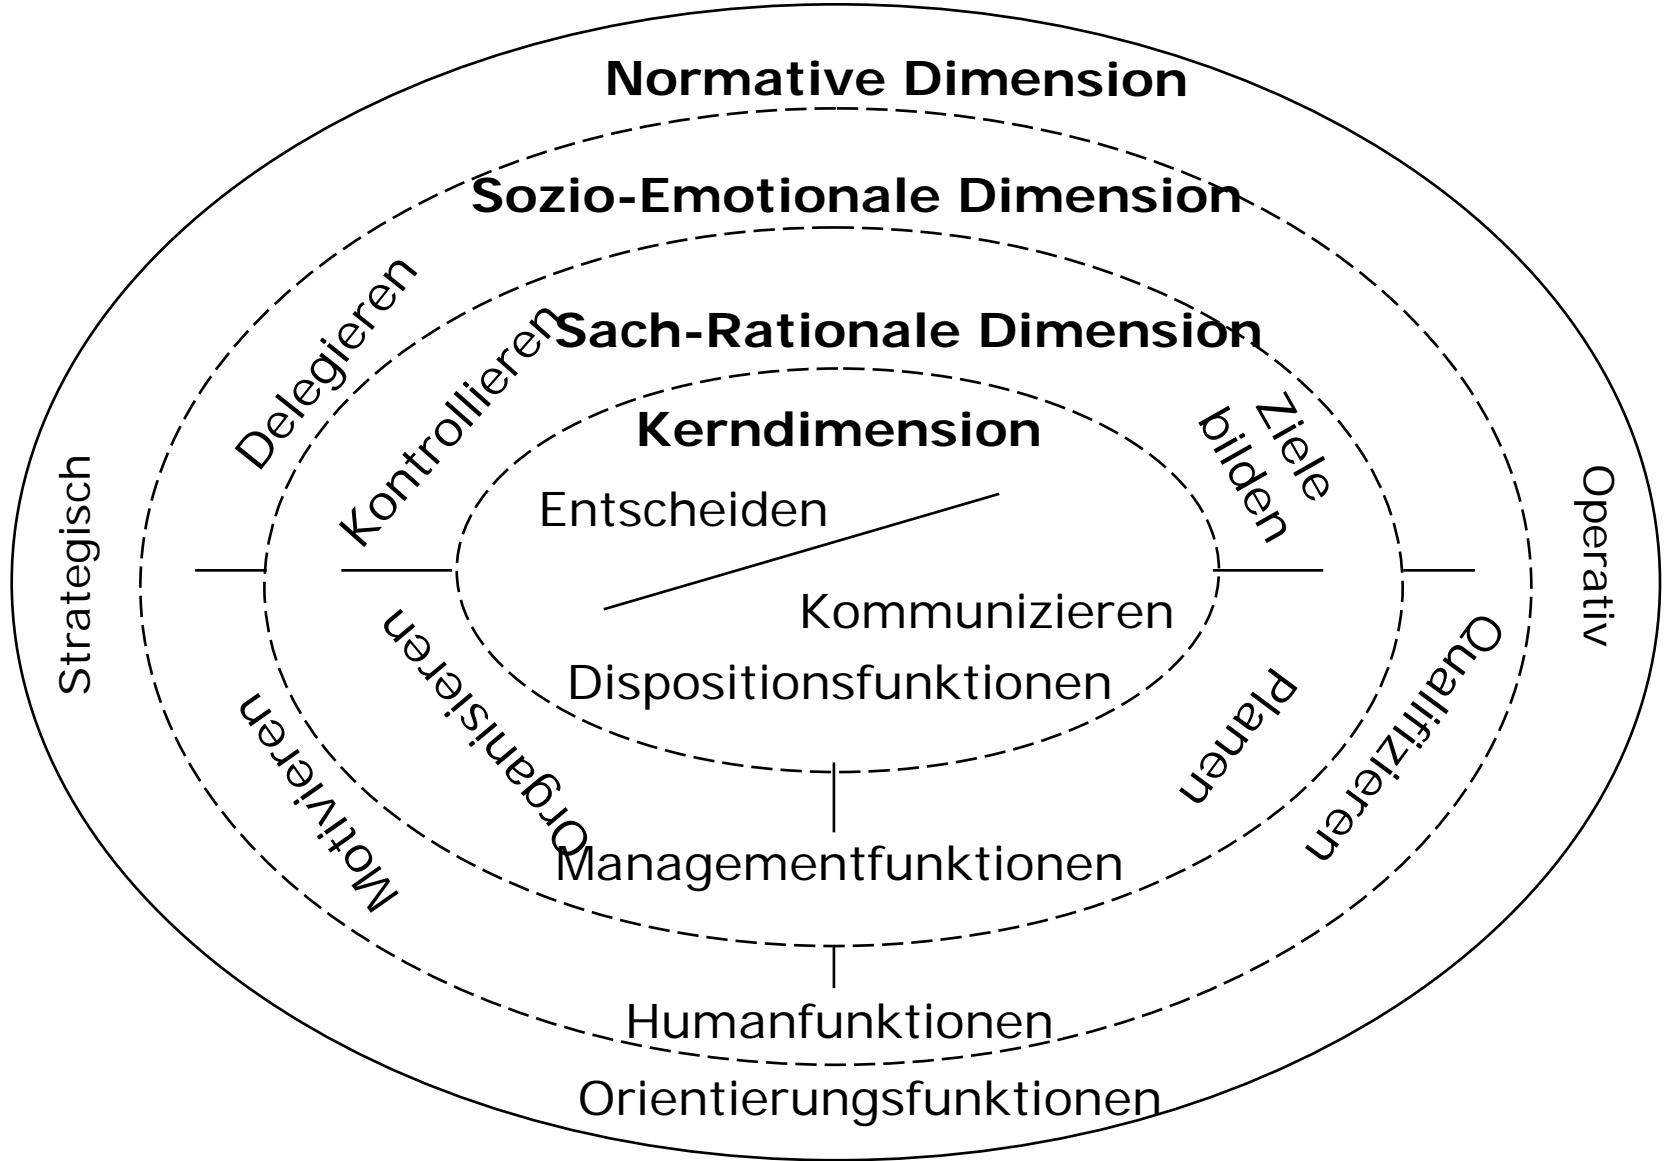 Normative Dimension
Sozio-Emotionale Dimension
Sach-Rationale Dimension
Kerndimension
Entscheiden
Kommunizieren
Dispositionsfunktionen
Kontrollieren
Ziele
bilden
Organisieren
Planen
Managementfunktionen
Delegieren
Motivieren
Qualifizieren
Humanfunktionen
Strategisch
Operativ
Orientierungsfunktionen